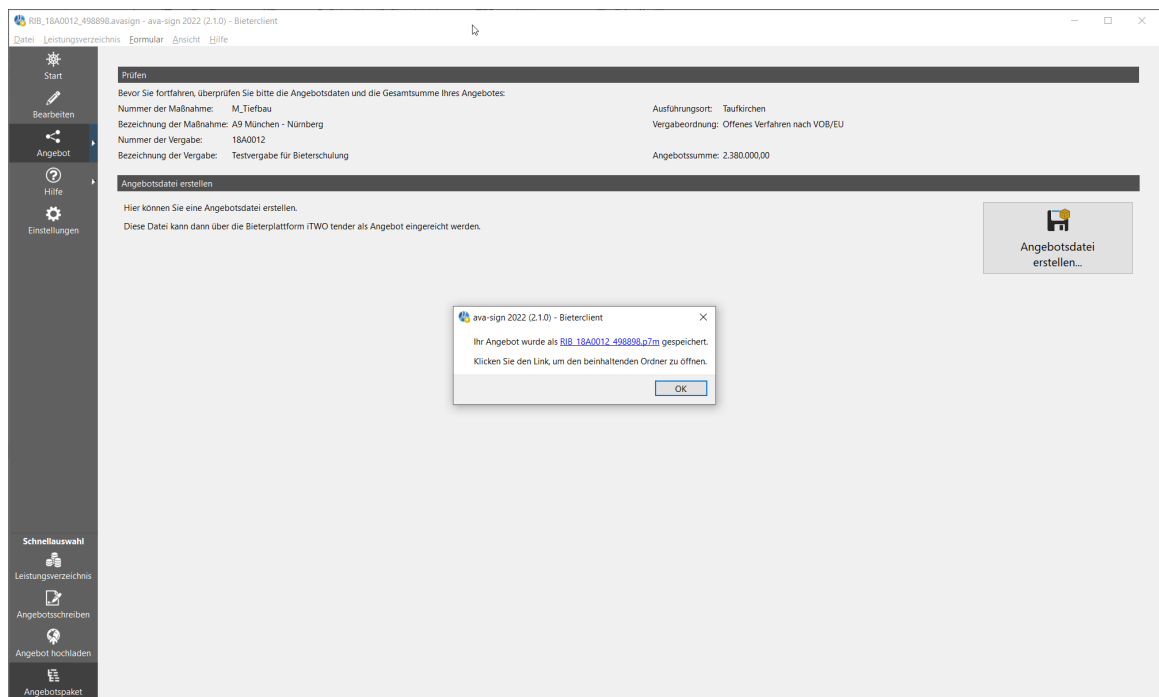 RIB_18A0012_498898.avasign - ava-sign 2022 (2.1.0) - Bieterclient
Datei Leistungsverzeichnis Formular Ansicht Hilfe
Start
Bearbeiten
Angebot
Hilfe
Einstellungen
Prüfen
Bevor Sie fortfahren, überprüfen Sie bitte die Angebotsdaten und die Gesamtsumme Ihres Angebotes:
Nummer der Maßnahme: M_Tiefbau Ausführungsort: Taufkirchen
Bezeichnung der Maßnahme: A9 München - Nürnberg Vergabeordnung: Offenes Verfahren nach VOB/EU
Nummer der Vergabe: 18A0012
Bezeichnung der Vergabe: Testvergabe für Bieterschulung Angebotssumme: 2.380.000,00
Angebotsdatei erstellen
Hier können Sie eine Angebotsdatei erstellen.
Diese Datei kann dann über die Bieterplattform iTWO tender als Angebot eingereicht werden.
Angebotsdatei
erstellen...
ava-sign 2022 (2.1.0) - Bieterclient
Ihr Angebot wurde als RIB_18A0012_498898.p7m gespeichert.
Klicken Sie den Link, um den beinhaltenden Ordner zu öffnen.
OK
Schnellauswahl
Leistungsverzeichnis
Angebotsschreiben
Angebot hochladen
Angebotspaket